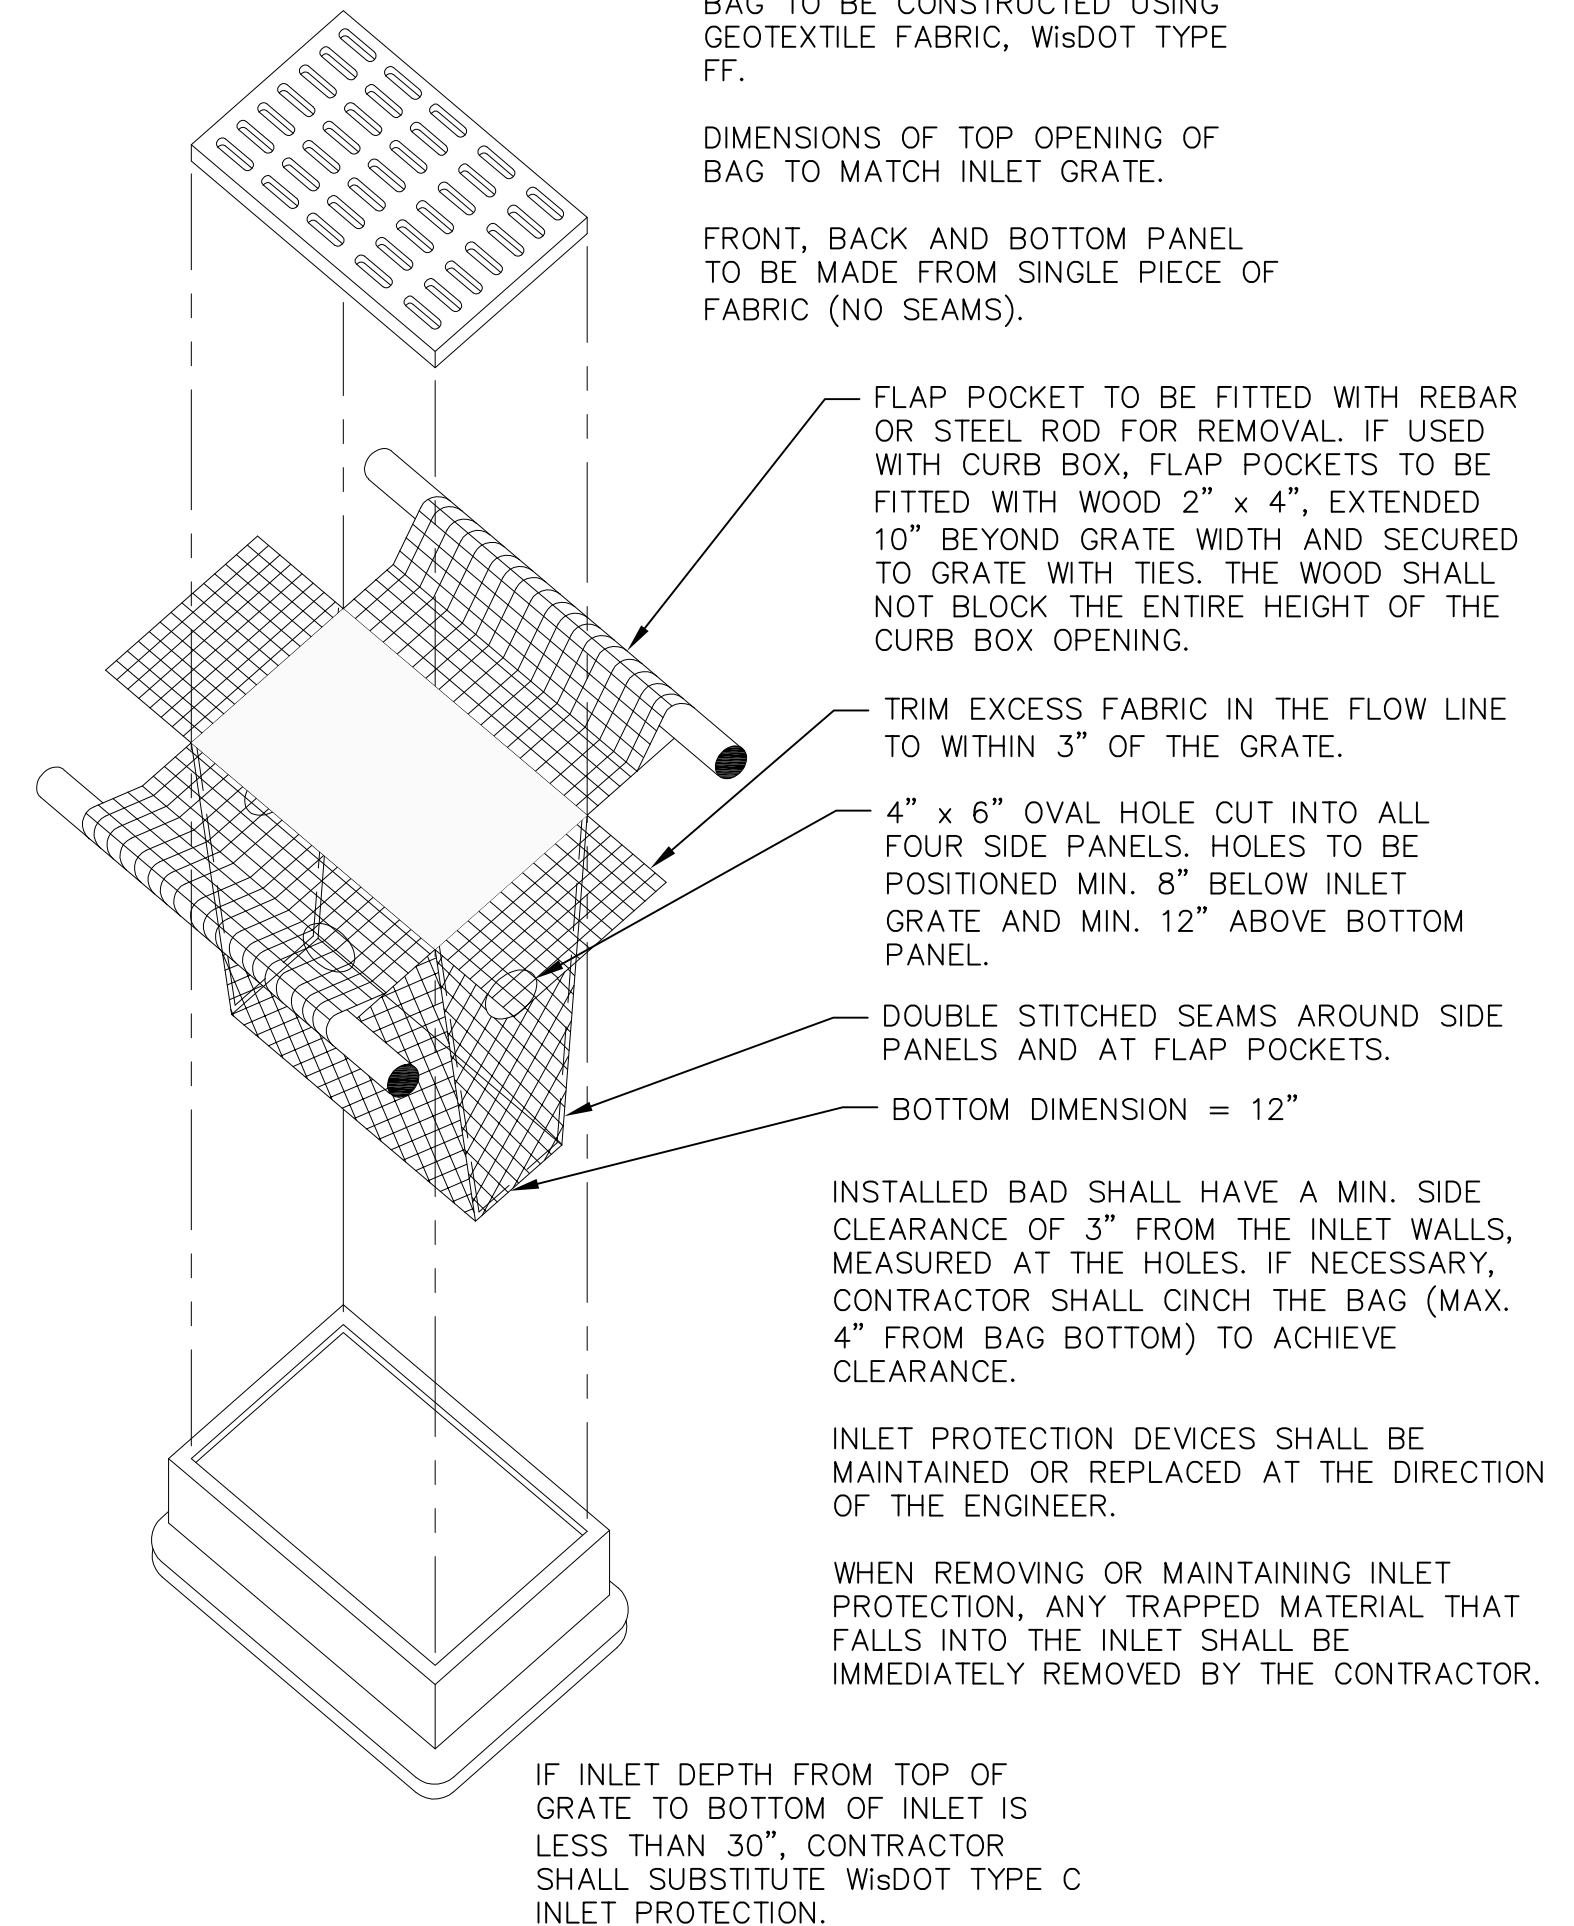 BAG TO BE CONSTRUCTED USING
GEOTEXTILE FABRIC, WisDOT TYPE
FF.
DIMENSIONS OF TOP OPENING OF
BAG TO MATCH INLET GRATE.
FRONT, BACK AND BOTTOM PANEL
TO BE MADE FROM SINGLE PIECE OF
FABRIC (NO SEAMS).
FLAP POCKET TO BE FITTED WITH REBAR
OR STEEL ROD FOR REMOVAL. IF USED
WITH CURB BOX, FLAP POCKETS TO BE
FITTED WITH WOOD 2” x 4”, EXTENDED
10” BEYOND GRATE WIDTH AND SECURED
TO GRATE WITH TIES. THE WOOD SHALL
NOT BLOCK THE ENTIRE HEIGHT OF THE
CURB BOX OPENING.
TRIM EXCESS FABRIC IN THE FLOW LINE
TO WITHIN 3” OF THE GRATE.
4” x 6” OVAL HOLE CUT INTO ALL
FOUR SIDE PANELS. HOLES TO BE
POSITIONED MIN. 8” BELOW INLET
GRATE AND MIN. 12” ABOVE BOTTOM
PANEL.
DOUBLE STITCHED SEAMS AROUND SIDE
PANELS AND AT FLAP POCKETS.
BOTTOM DIMENSION = 12”
INSTALLED BAD SHALL HAVE A MIN. SIDE
CLEARANCE OF 3” FROM THE INLET WALLS,
MEASURED AT THE HOLES. IF NECESSARY,
CONTRACTOR SHALL CINCH THE BAG (MAX.
4” FROM BAG BOTTOM) TO ACHIEVE
CLEARANCE.
INLET PROTECTION DEVICES SHALL BE
MAINTAINED OR REPLACED AT THE DIRECTION
OF THE ENGINEER.
WHEN REMOVING OR MAINTAINING INLET
PROTECTION, ANY TRAPPED MATERIAL THAT
FALLS INTO THE INLET SHALL BE
IMMEDIATELY REMOVED BY THE CONTRACTOR.
IF INLET DEPTH FROM TOP OF
GRATE TO BOTTOM OF INLET IS
LESS THAN 30”, CONTRACTOR
SHALL SUBSTITUTE WisDOT TYPE C
INLET PROTECTION.